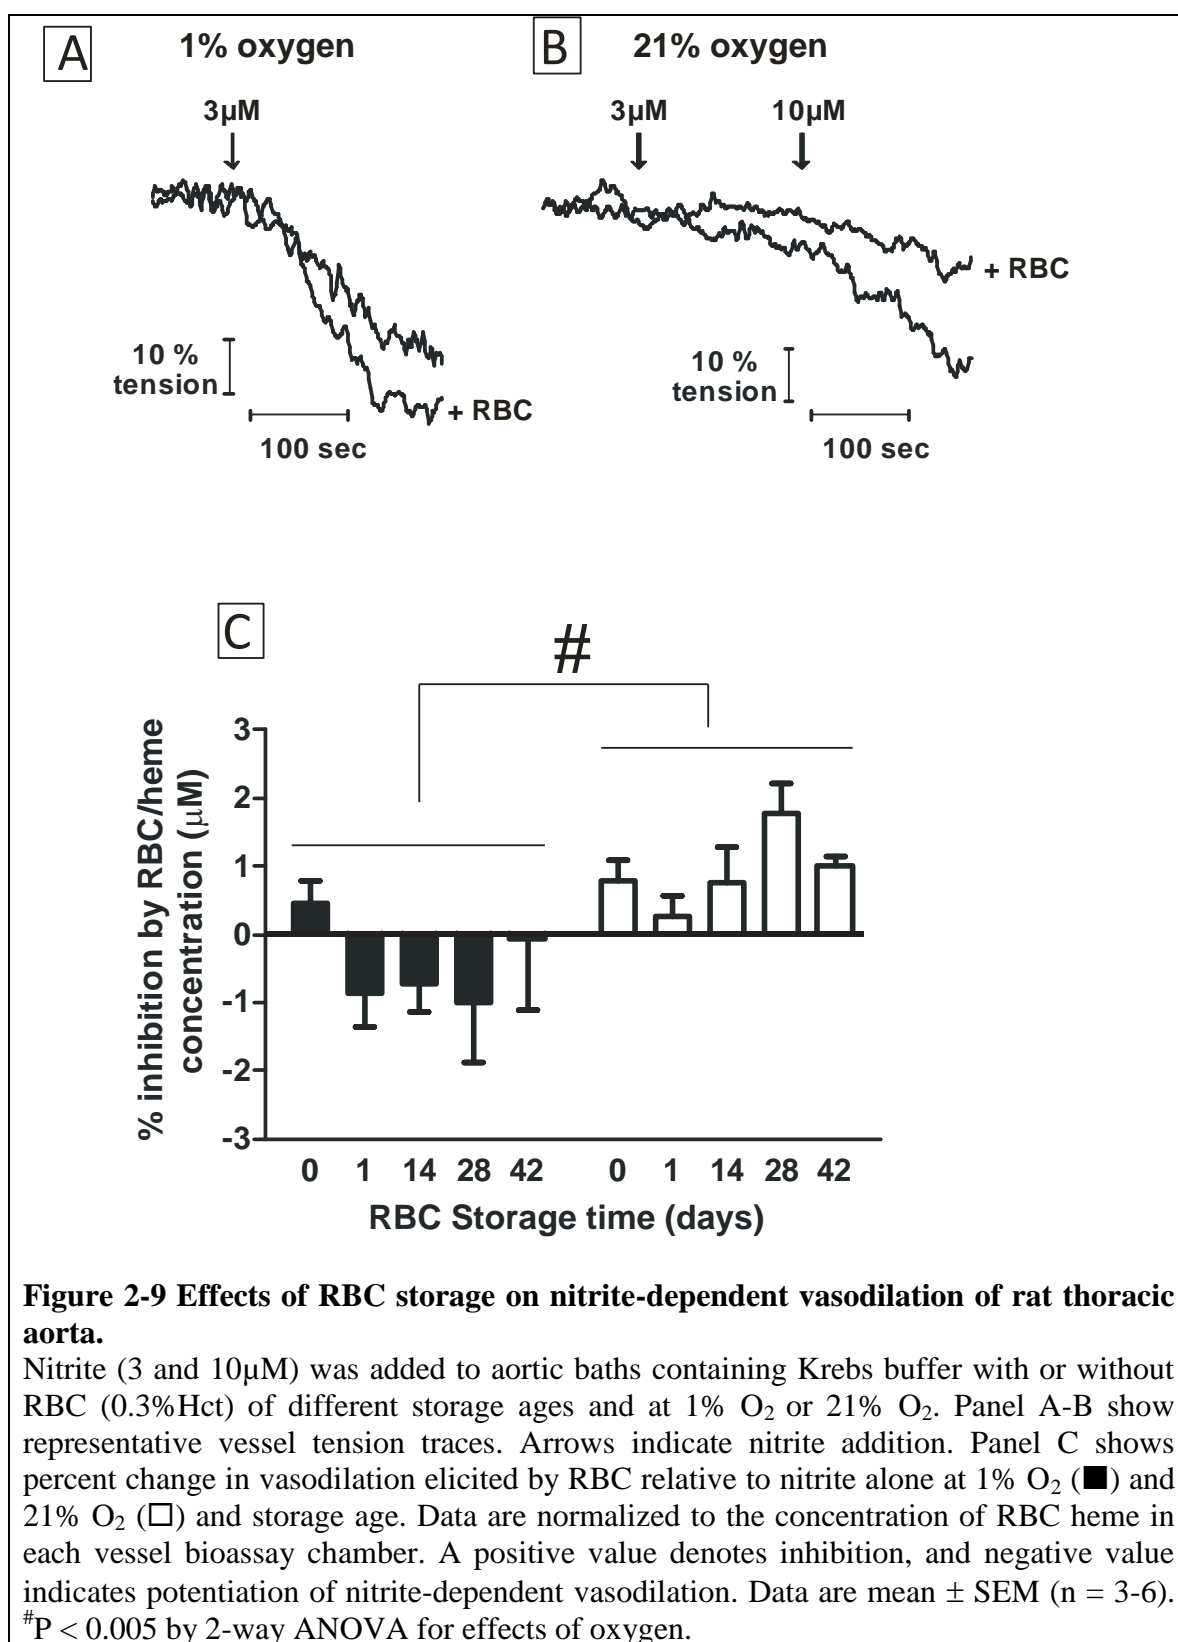 A 1% oxygen B 21% oxygen
3µM 3µM 10µM
+ RBC
10 %
tension
10 %
tension
+ RBC
100 sec 100 sec
C
#
% inhibition by RBC/heme
concentration (µM)
3
2
1
0
-1
-2
-3
0 1 14 28 42 0 1 14 28 42
RBC Storage time (days)
Figure 2-9 Effects of RBC storage on nitrite-dependent vasodilation of rat thoracic
aorta.
Nitrite (3 and 10µM) was added to aortic baths containing Krebs buffer with or without
RBC (0.3%Hct) of different storage ages and at 1% O₂ or 21% O₂. Panel A-B show
representative vessel tension traces. Arrows indicate nitrite addition. Panel C shows
percent change in vasodilation elicited by RBC relative to nitrite alone at 1% O₂ (■) and
21% O₂ (□) and storage age. Data are normalized to the concentration of RBC heme in
each vessel bioassay chamber. A positive value denotes inhibition, and negative value
indicates potentiation of nitrite-dependent vasodilation. Data are mean ± SEM (n = 3-6).
#P < 0.005 by 2-way ANOVA for effects of oxygen.